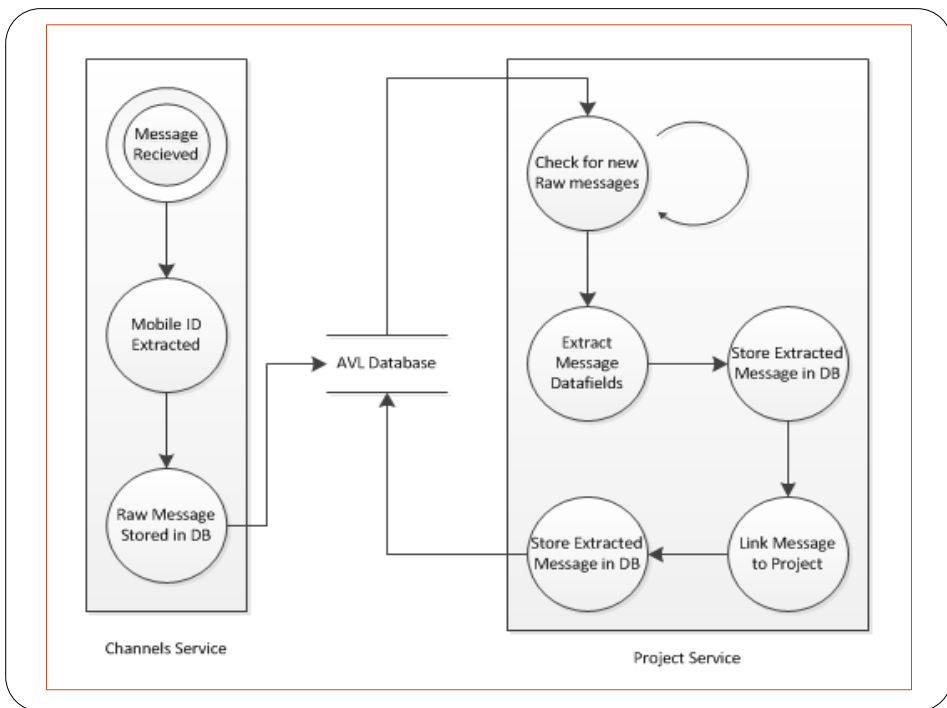 Message
Recieved
Mobile ID
Extracted
Raw Message
Stored in DB
Channels Service
AVL Database
Check for new
Raw messages
Extract
Message
Datafields
Store Extracted
Message in DB
Link Message
to Project
Store Extracted
Message in DB
Project Service